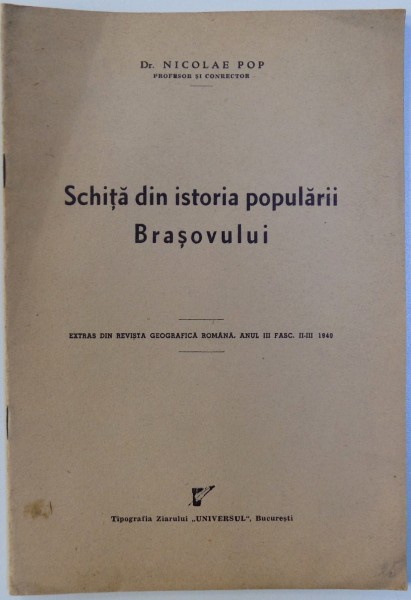 Dr. NICOLAE POP
PROFESOR ȘI CONRECTOR
Schiță din istoria populării
Brașovului
EXTRAS DIN REVISTA GEOGRAFICĂ ROMÂNĂ. ANUL III FASC. II-III 1940
Tipografia Ziarului „UNIVERSUL", București